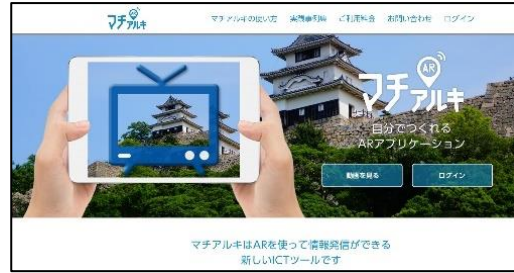 マチアルキ
AR
マチアルキの使い方 実践事例集 ご利用料金 お問い合わせ ログイン
AR
マチアルキ
自分でつくれる
ARアプリケーション
動画を見る ログイン
マチアルキはARを使って情報発信ができる
新しいICTツールです